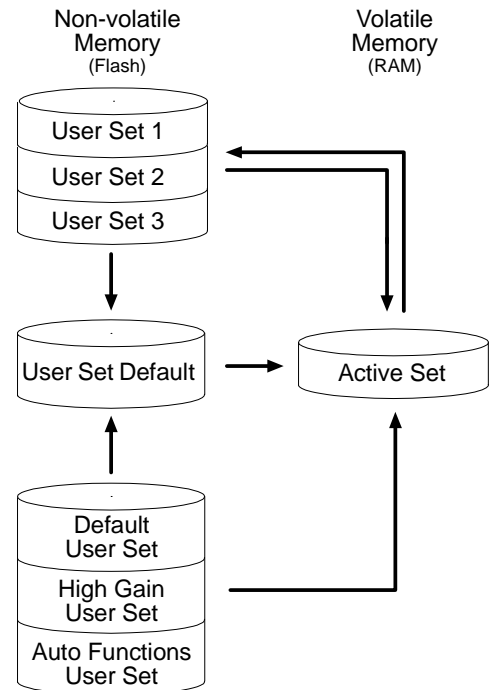 Non-volatile
Memory
(Flash)
Volatile
Memory
(RAM)
User Set 1
User Set 2
User Set 3
User Set Default
Active Set
Default
User Set
High Gain
User Set
Auto Functions
User Set